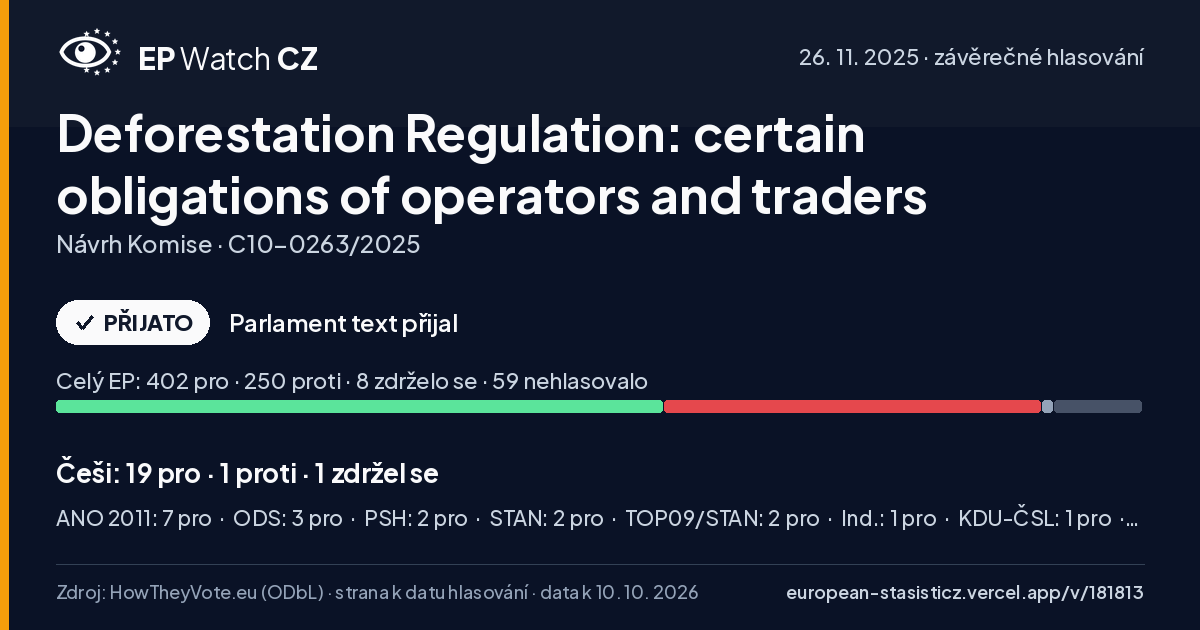 EP Watch CZ
26. 11. 2025 · závěrečné hlasování
Deforestation Regulation: certain
obligations of operators and traders
Návrh Komise · C10-0263/2025
✓ PŘIJATO
Parlament text přijal
Celý EP: 402 pro · 250 proti · 8 zdrželo se · 59 nehlasovalo
Češi: 19 pro · 1 proti · 1 zdržel se
ANO 2011: 7 pro · ODS: 3 pro · PSH: 2 pro · STAN: 2 pro · TOP09/STAN: 2 pro · Ind.: 1 pro · KDU-ČSL: 1 pro ·…
Zdroj: HowTheyVote.eu (ODbL) · strana k datu hlasování · data k 10. 10. 2026
european-stasisticz.vercel.app/v/181813